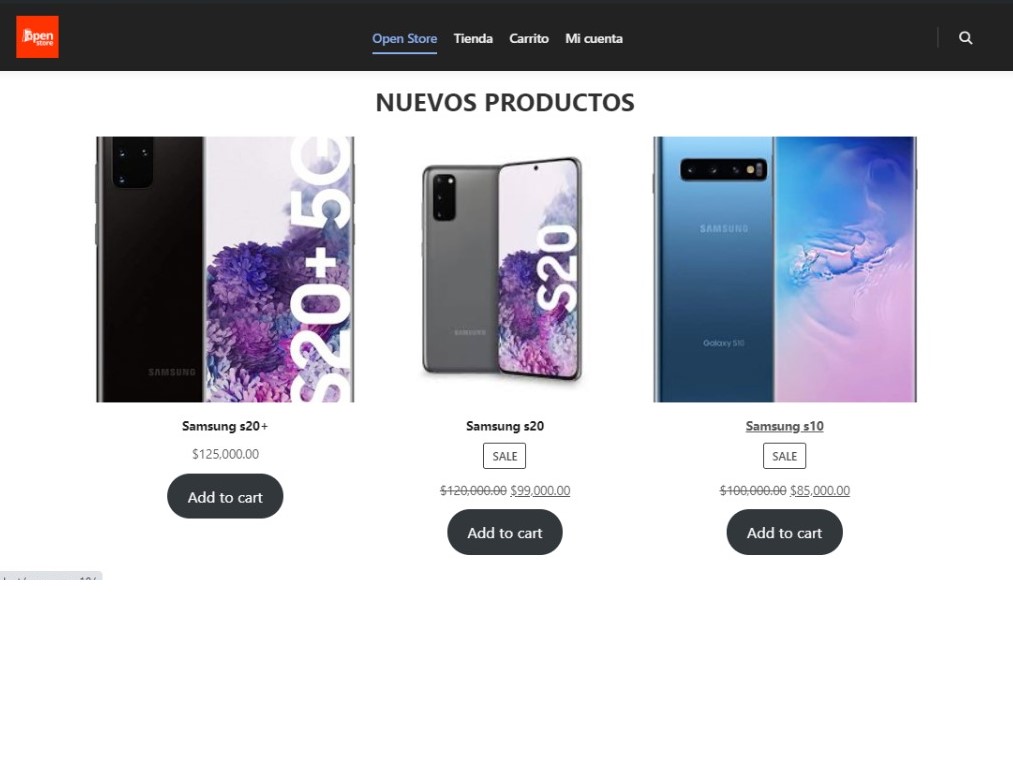 Open
store
Open Store Tienda Carrito Mi cuenta
NUEVOS PRODUCTOS
S20+ 5G
SAMSUNG
S20
SAMSUNG
SAMSUNG
Galaxy S10
Samsung s20+
$125,000.00
Add to cart
Samsung s20
SALE
$120,000.00 $99,000.00
Add to cart
Samsung s10
SALE
$100,000.00 $85,000.00
Add to cart